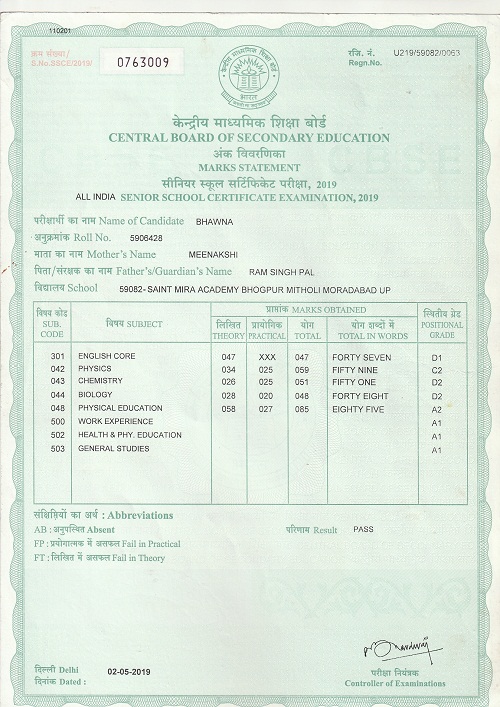 110201
क्रम संख्या/
S.No.SSCE/2019/ 0763009
रजि. नं. U219/59082/0063
Regn.No.
केन्द्रीय माध्यमिक शिक्षा बोर्ड
भारत
केन्द्रीय माध्यमिक शिक्षा बोर्ड
CENTRAL BOARD OF SECONDARY EDUCATION
अंक विवरणिका
MARKS STATEMENT
सीनियर स्कूल सर्टिफिकेट परीक्षा, 2019
ALL INDIA SENIOR SCHOOL CERTIFICATE EXAMINATION, 2019
परीक्षार्थी का नाम Name of Candidate BHAWNA
अनुक्रमांक Roll No. 5906428
माता का नाम Mother's Name MEENAKSHI
पिता/संरक्षक का नाम Father's/Guardian's Name RAM SINGH PAL
विद्यालय School 59082- SAINT MIRA ACADEMY BHOGPUR MITHOLI MORADABAD UP
विषय कोड SUB. CODE विषय SUBJECT प्राप्तांक MARKS OBTAINED स्थितीय ग्रेड POSITIONAL GRADE
लिखित THEORY प्रायोगिक PRACTICAL योग TOTAL योग शब्दों में TOTAL IN WORDS
301 ENGLISH CORE 047 XXX 047 FORTY SEVEN D1
042 PHYSICS 034 025 059 FIFTY NINE C2
043 CHEMISTRY 026 025 051 FIFTY ONE D2
044 BIOLOGY 028 020 048 FORTY EIGHT D2
048 PHYSICAL EDUCATION 058 027 085 EIGHTY FIVE A2
500 WORK EXPERIENCE A1
502 HEALTH & PHY. EDUCATION A1
503 GENERAL STUDIES A1
संक्षिप्तियों का अर्थ : Abbreviations
AB : अनुपस्थित Absent
परिणाम Result PASS
FP : प्रयोगात्मक में असफल Fail in Practical
FT : लिखित में असफल Fail in Theory
दिल्ली Delhi
दिनांक Dated : 02-05-2019
परीक्षा नियंत्रक
Controller of Examinations